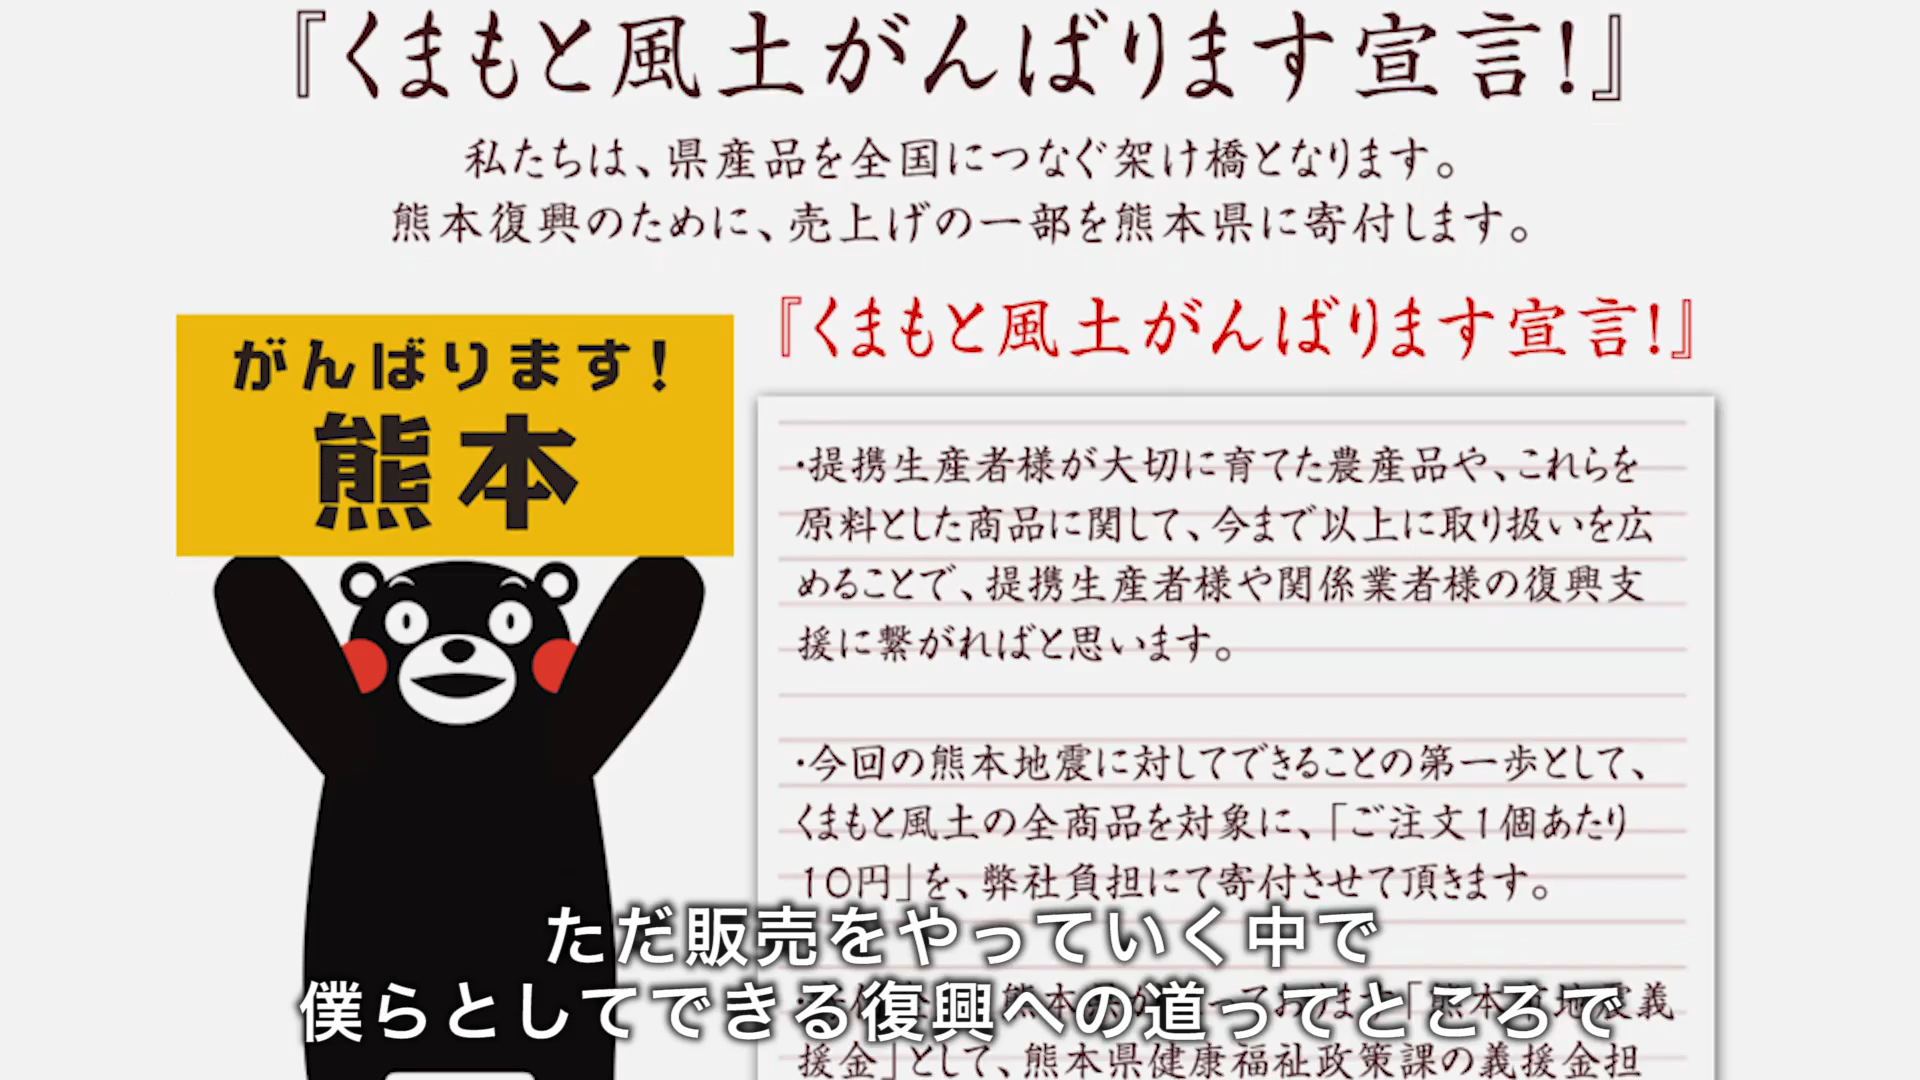 『くまもと風土がんばります宣言!』
私たちは、県産品を全国につなぐ架け橋となります。
熊本復興のために、売上げの一部を熊本県に寄付します。
がんばります!
熊本
『くまもと風土がんばります宣言!』
・提携生産者様が大切に育てた農産品や、これらを
原料とした商品に関して、今まで以上に取り扱いを広
めることで、提携生産者様や関係業者様の復興支
援に繋がればと思います。
・今回の熊本地震に対してできることの第一歩として、
くまもと風土の全商品を対象に、「ご注文1個あたり
10円」を、弊社負担にて寄付させて頂きます。
援金」として、熊本県健康福祉政策課の義援金担
ただ販売をやっていく中で
僕らとしてできる復興への道ってところで